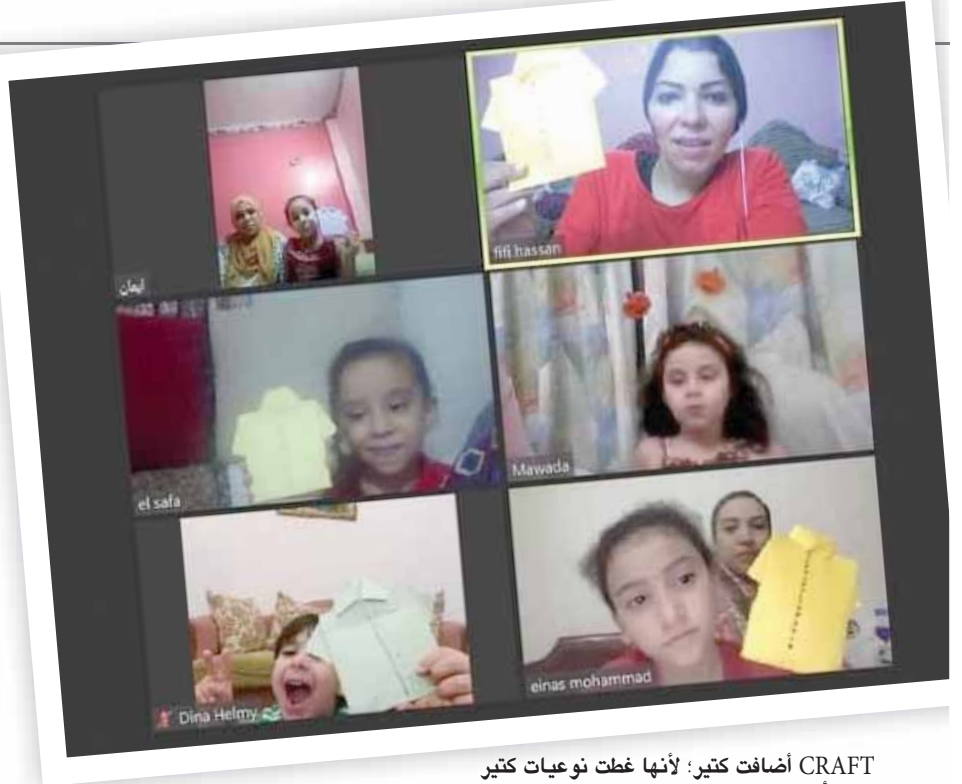 ايمان
fifi hassan
el safa
Mawada
Dina Helmy
einas mohammad
CRAFT أضافت كتير؛ لأنها غطت نوعيات كتير